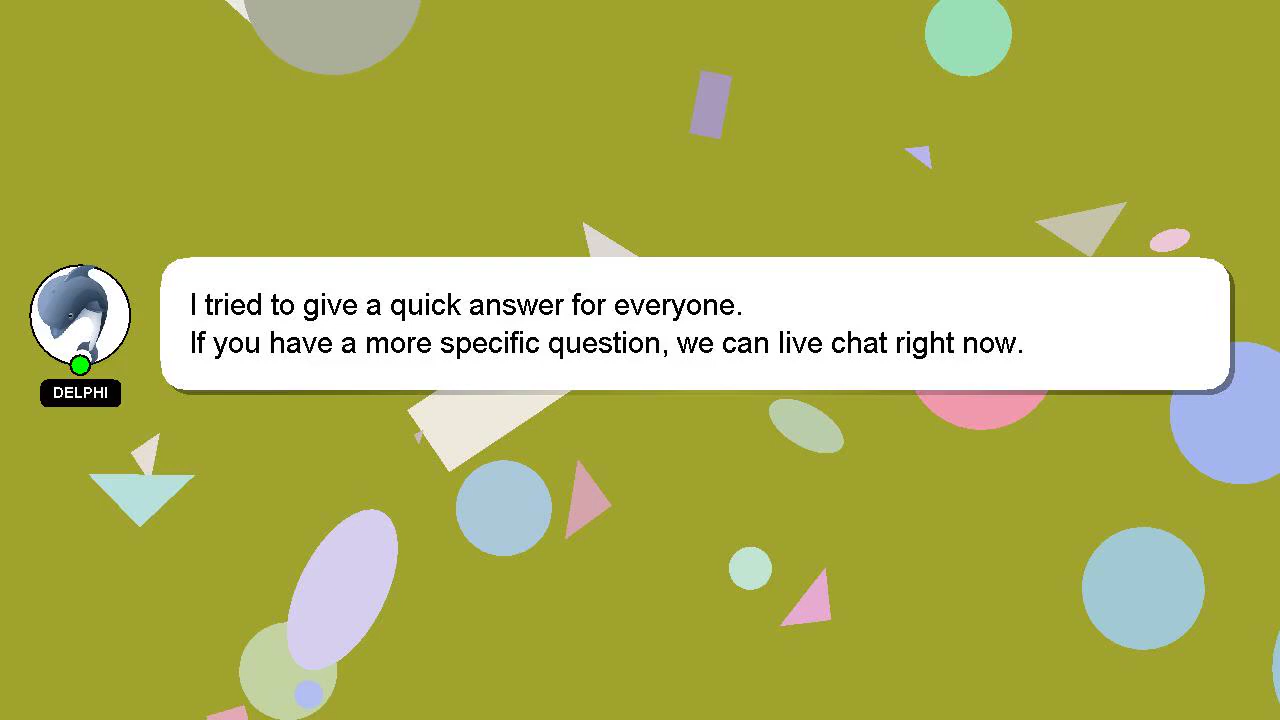 I tried to give a quick answer for everyone.
If you have a more specific question, we can live chat right now.
DELPHI